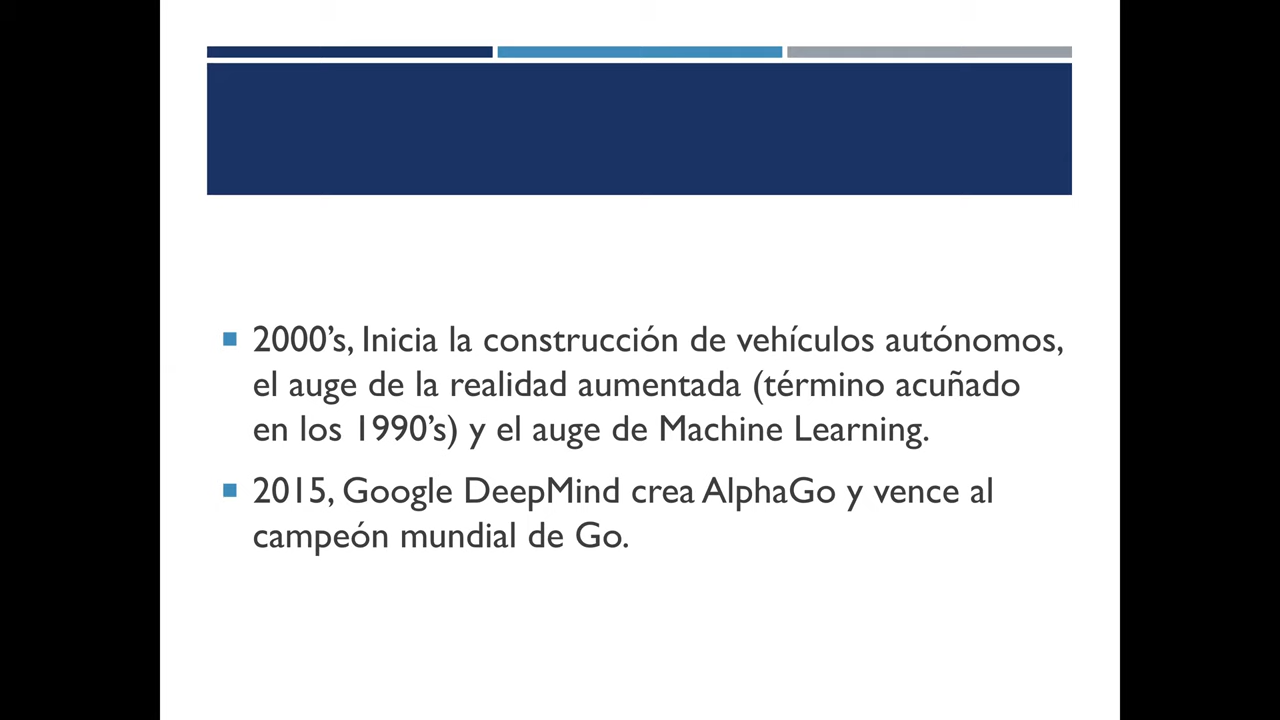 2000’s, Inicia la construcción de vehículos autónomos,
el auge de la realidad aumentada (término acuñado
en los 1990’s) y el auge de Machine Learning.
2015, Google DeepMind crea AlphaGo y vence al
campeón mundial de Go.